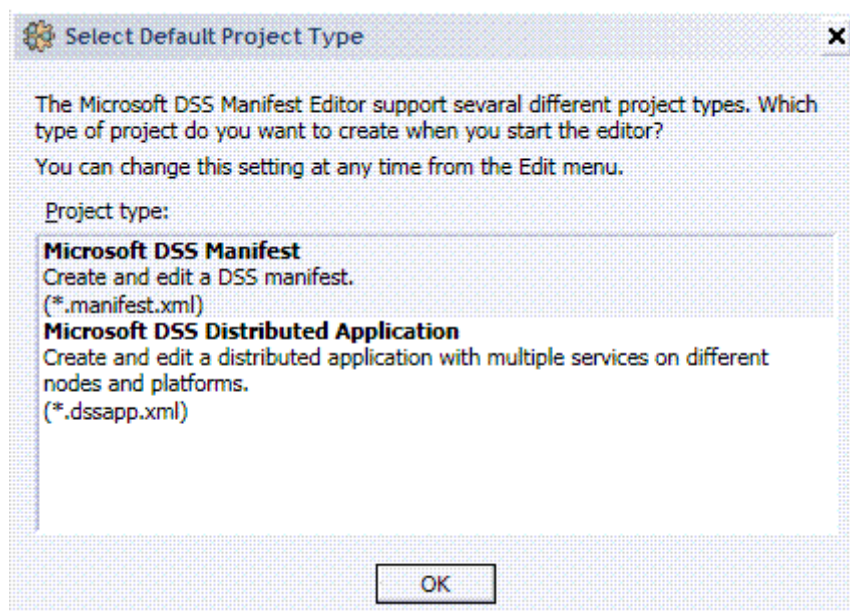 Select Default Project Type
The Microsoft DSS Manifest Editor support sevaral different project types. Which
type of project do you want to create when you start the editor?
You can change this setting at any time from the Edit menu.
Project type:
Microsoft DSS Manifest
Create and edit a DSS manifest.
(*.manifest.xml)
Microsoft DSS Distributed Application
Create and edit a distributed application with multiple services on different
nodes and platforms.
(*.dssapp.xml)
OK